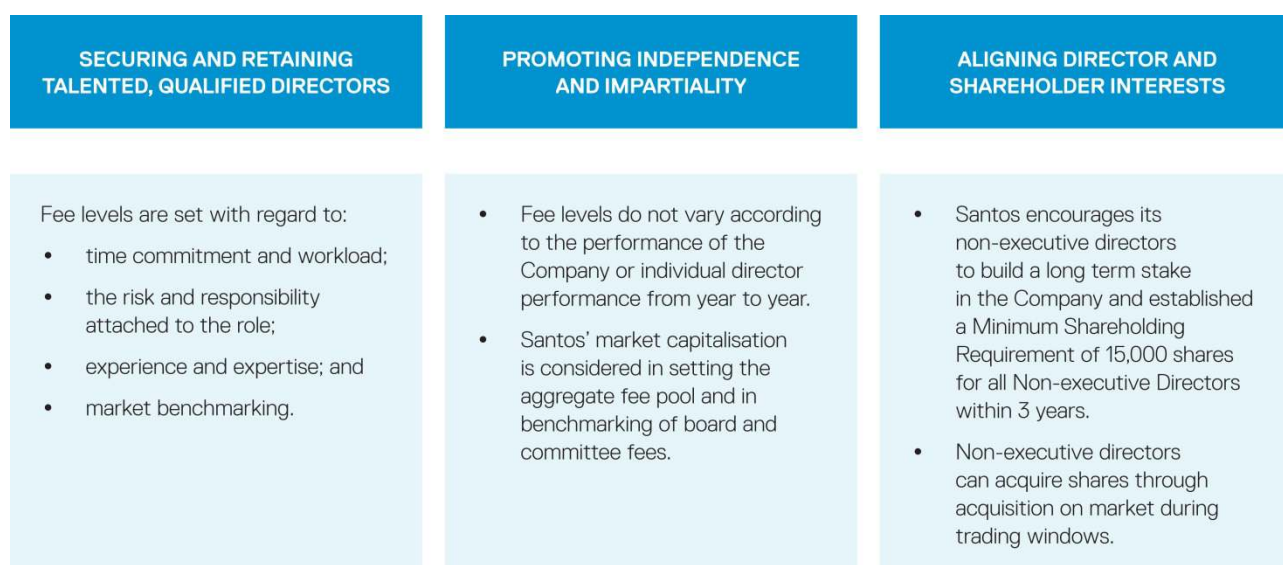 SECURING AND RETAINING
TALENTED, QUALIFIED DIRECTORS
Fee levels are set with regard to:
• time commitment and workload;
• the risk and responsibility
attached to the role;
• experience and expertise; and
• market benchmarking.
PROMOTING INDEPENDENCE
AND IMPARTIALITY
• Fee levels do not vary according
to the performance of the
Company or individual director
performance from year to year.
• Santos’ market capitalisation
is considered in setting the
aggregate fee pool and in
benchmarking of board and
committee fees.
ALIGNING DIRECTOR AND
SHAREHOLDER INTERESTS
• Santos encourages its
non-executive directors
to build a long term stake
in the Company and established
a Minimum Shareholding
Requirement of 15,000 shares
for all Non-executive Directors
within 3 years.
• Non-executive directors
can acquire shares through
acquisition on market during
trading windows.